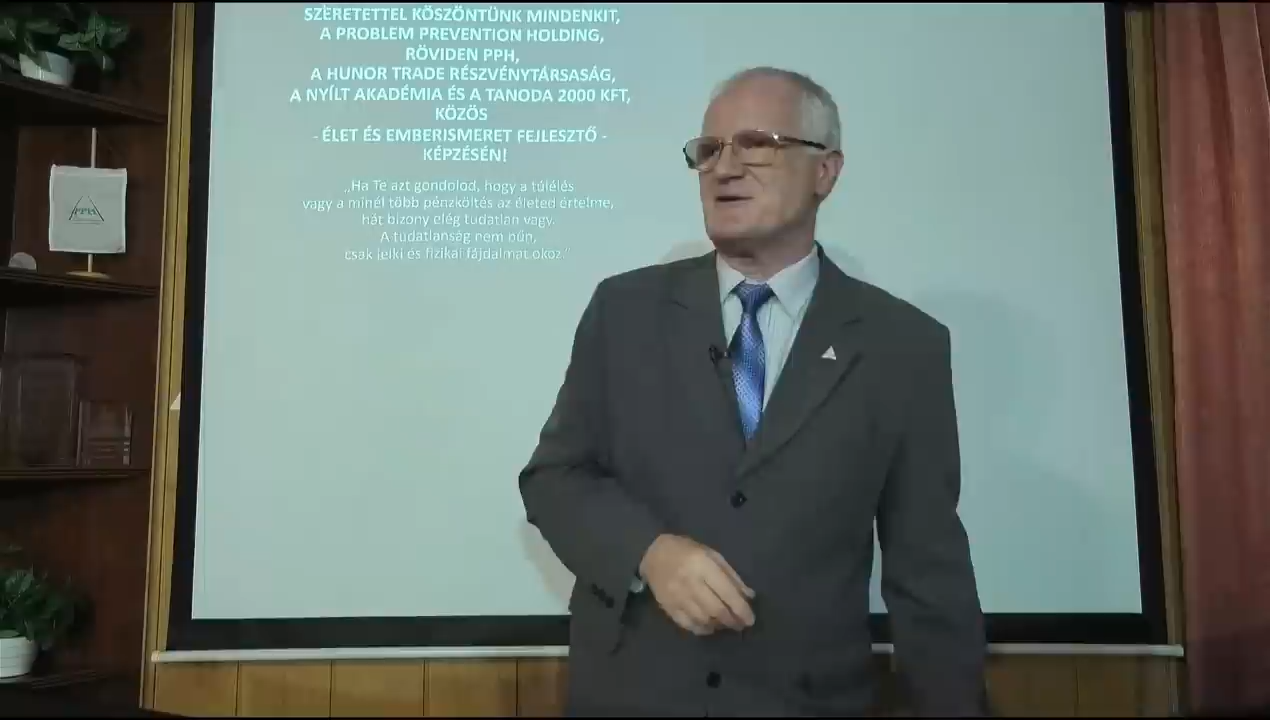 SZERETETTEL KÖSZÖNTÜNK MINDENKIT,
A PROBLEM PREVENTION HOLDING,
RÖVIDEN PPH,
A HUNOR TRADE RÉSZVÉNYTÁRSASÁG,
A NYÍLT AKADÉMIA ÉS A TANODA 2000 KFT,
KÖZÖS
- ÉLET ÉS EMBERISMERET FEJLESZTŐ -
KÉPZÉSÉN!
„Ha Te azt gondolod, hogy a túlélés
vagy a minél több pénzköltés az életed értelme,
hát bizony elég tudatlan vagy.
A tudatlanság nem bűn,
csak lelki és fizikai fájdalmat okoz."
PPH